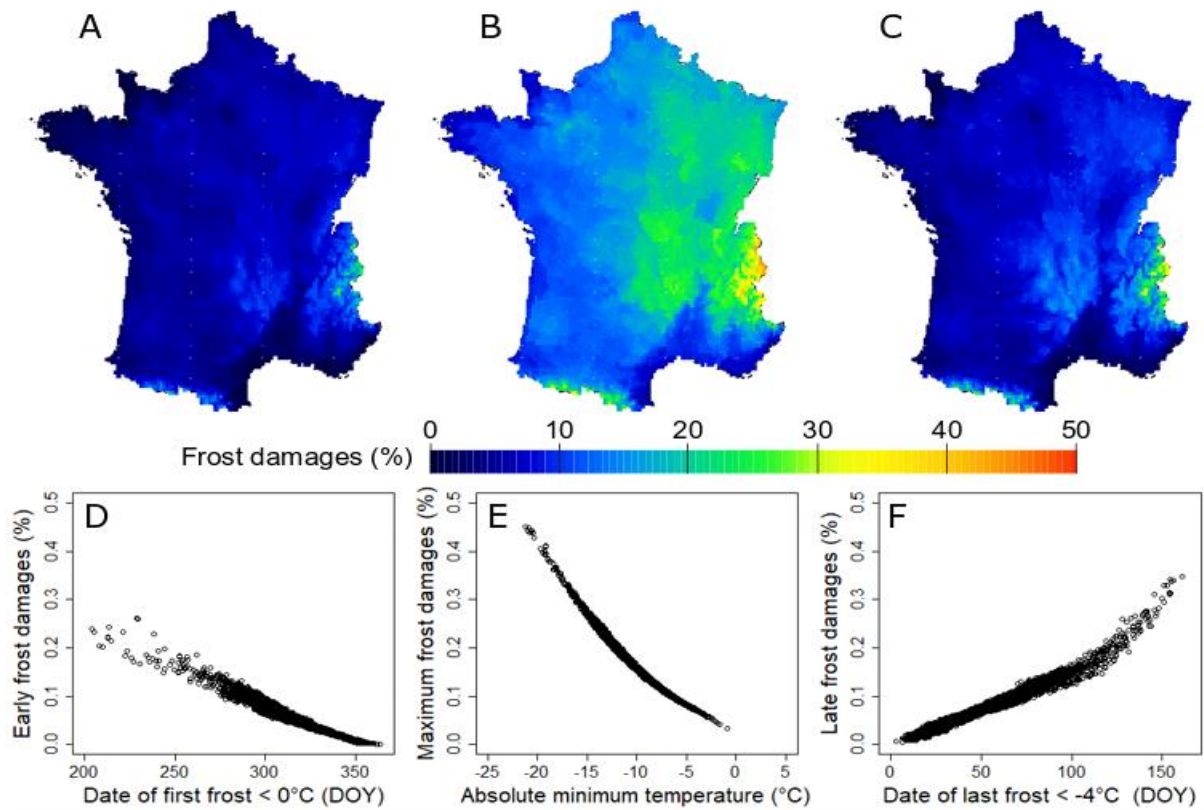 A B C
0 10 20 30 40 50
Frost damages (%)
D E F
Early frost damages (%)
0.0 0.1 0.2 0.3 0.4 0.5
200 250 300 350
Date of first frost < 0°C (DOY)
Maximum frost damages (%)
0.0 0.1 0.2 0.3 0.4 0.5
-25 -20 -15 -10 -5 0 5
Absolute minimum temperature (°C)
Late frost damages (%)
0.0 0.1 0.2 0.3 0.4 0.5
0 50 100 150
Date of last frost < -4°C (DOY)